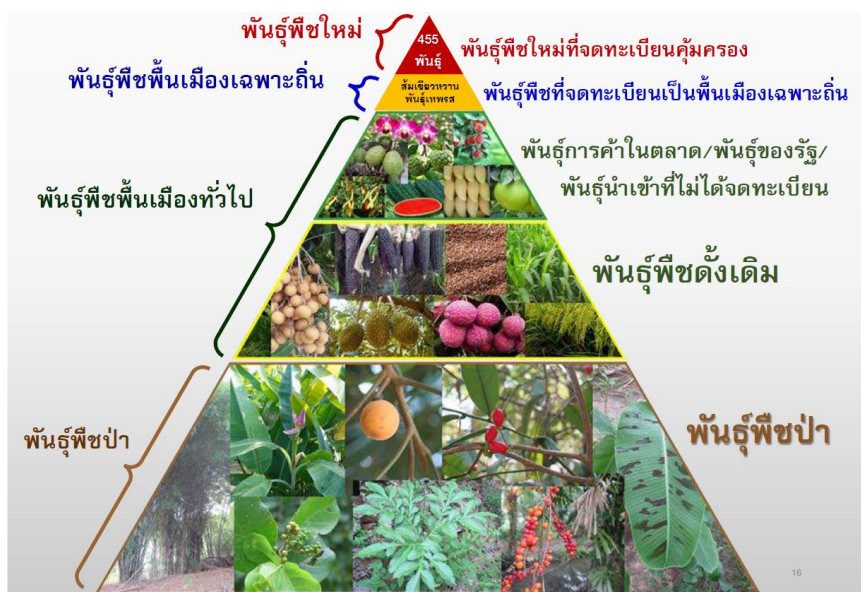 พันธุ์พืชใหม่
455
พันธุ์
พันธุ์พืชใหม่ที่จดทะเบียนคุ้มครอง
พันธุ์พืชพื้นเมืองเฉพาะถิ่น
ส้มเขียวหวาน
พันธุ์เทพรส
พันธุ์พืชที่จดทะเบียนเป็นพื้นเมืองเฉพาะถิ่น
พันธุ์การค้าในตลาด/พันธุ์ของรัฐ/
พันธุ์นำเข้าที่ไม่ได้จดทะเบียน
พันธุ์พืชพื้นเมืองทั่วไป
พันธุ์พืชดั้งเดิม
พันธุ์พืชป่า
พันธุ์พืชป่า
16